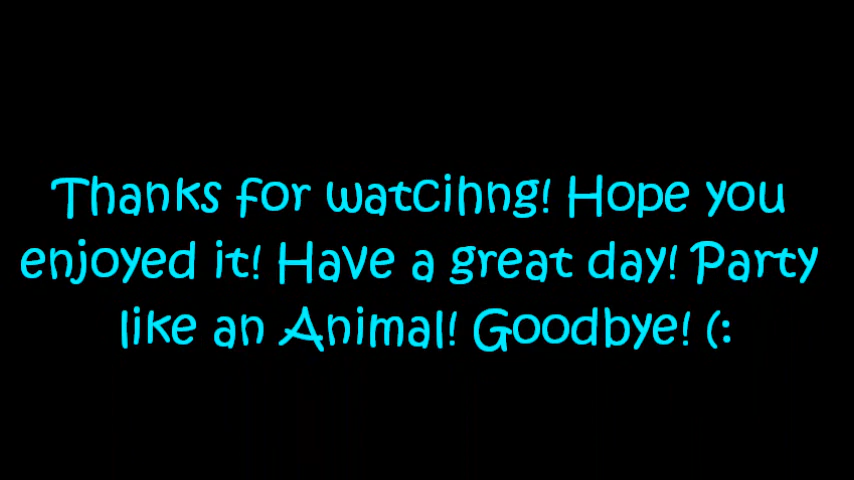 Thanks for watcihng! Hope you
enjoyed it! Have a great day! Party
like an Animal! Goodbye! (: